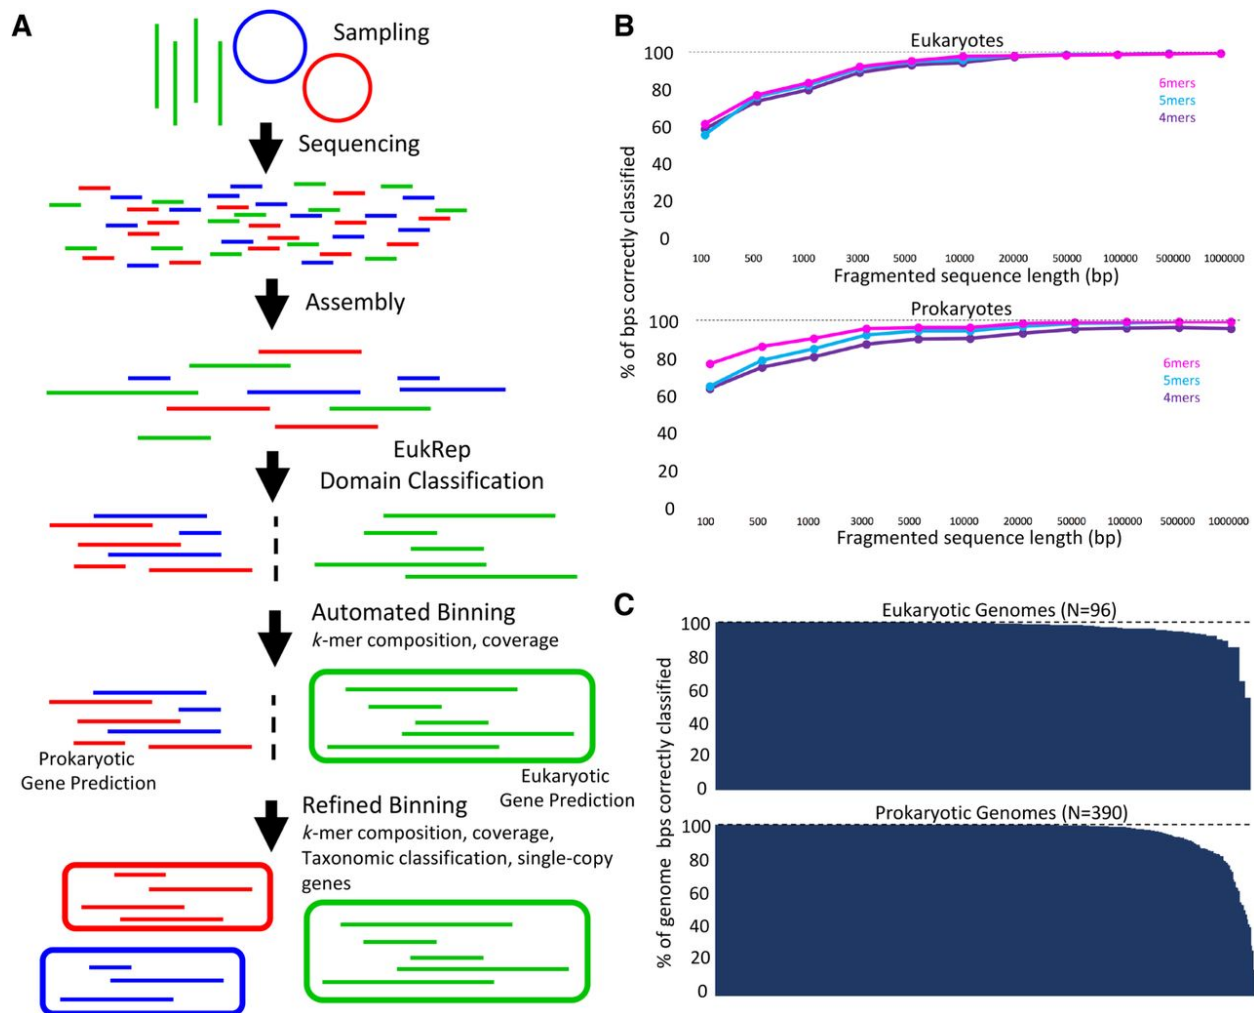 A
Sampling
Sequencing
Assembly
EukRep
Domain Classification
Automated Binning
k-mer composition, coverage
Prokaryotic
Gene Prediction
Eukaryotic
Gene Prediction
Refined Binning
k-mer composition, coverage,
Taxonomic classification, single-copy
genes
B
% of bps correctly classified
Eukaryotes
100
80
60
40
20
0
6mers
5mers
4mers
100 500 1000 3000 5000 10000 20000 50000 100000 500000 1000000
Fragmented sequence length (bp)
Prokaryotes
100
80
60
40
20
0
6mers
5mers
4mers
100 500 1000 3000 5000 10000 20000 50000 100000 500000 1000000
Fragmented sequence length (bp)
C
% of genome bps correctly classified
Eukaryotic Genomes (N=96)
100
80
60
40
20
0
Prokaryotic Genomes (N=390)
100
80
60
40
20
0